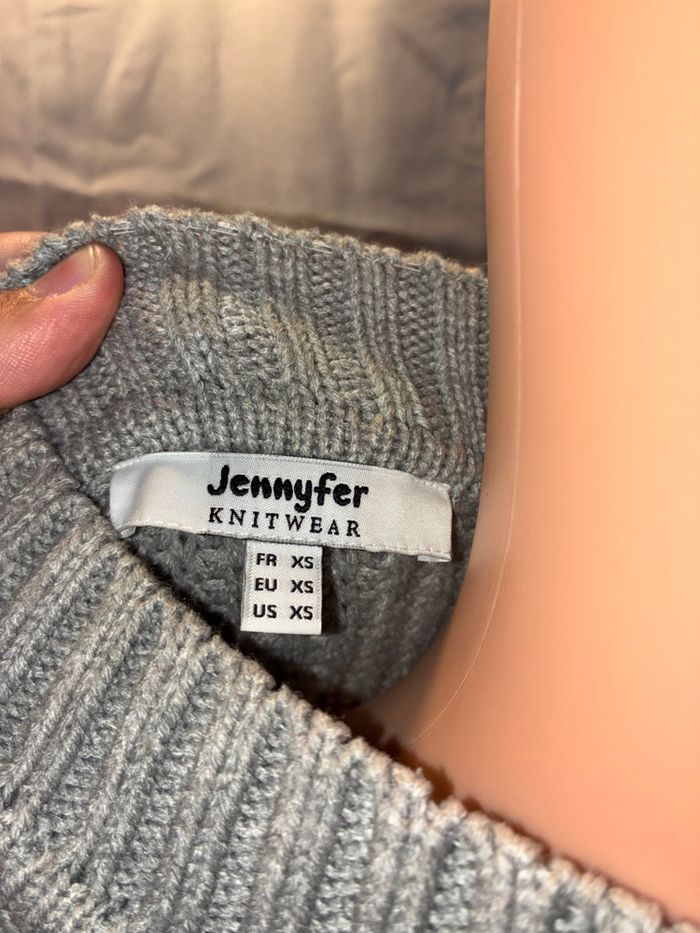 Jennyfer
KNITWEAR
FR XS
EU XS
US XS